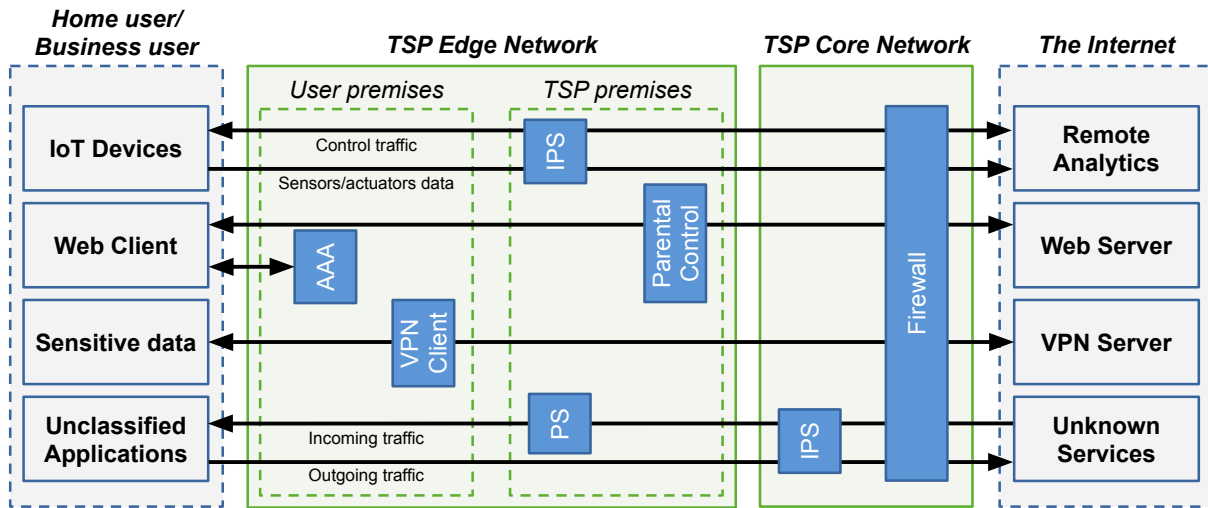 Home user/
Business user
TSP Edge Network
TSP Core Network
The Internet
User premises
TSP premises
IoT Devices
Control traffic
Sensors/actuators data
IPS
Remote
Analytics
Web Client
AAA
Parental
Control
Firewall
Web Server
Sensitive data
VPN
Client
VPN Server
Unclassified
Applications
Incoming traffic
Outgoing traffic
PS
IPS
Unknown
Services